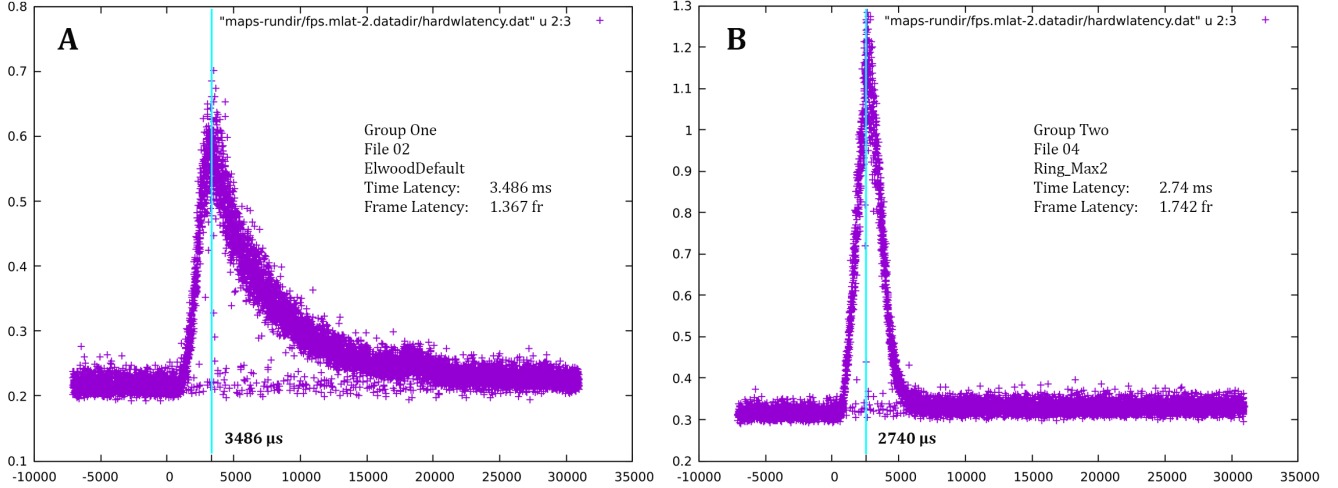 A
"maps-rundir/fps.mlat-2.datadir/hardwlatency.dat" u 2:3
0.8
0.7
0.6
0.5
0.4
0.3
0.2
0.1
Group One
File 02
ElwoodDefault
Time Latency: 3.486 ms
Frame Latency: 1.367 fr
3486 µs
-10000 -5000 0 5000 10000 15000 20000 25000 30000 35000
B
"maps-rundir/fps.mlat-2.datadir/hardwlatency.dat" u 2:3
1.3
1.2
1.1
1
0.9
0.8
0.7
0.6
0.5
0.4
0.3
0.2
Group Two
File 04
Ring_Max2
Time Latency: 2.74 ms
Frame Latency: 1.742 fr
2740 µs
-10000 -5000 0 5000 10000 15000 20000 25000 30000 35000